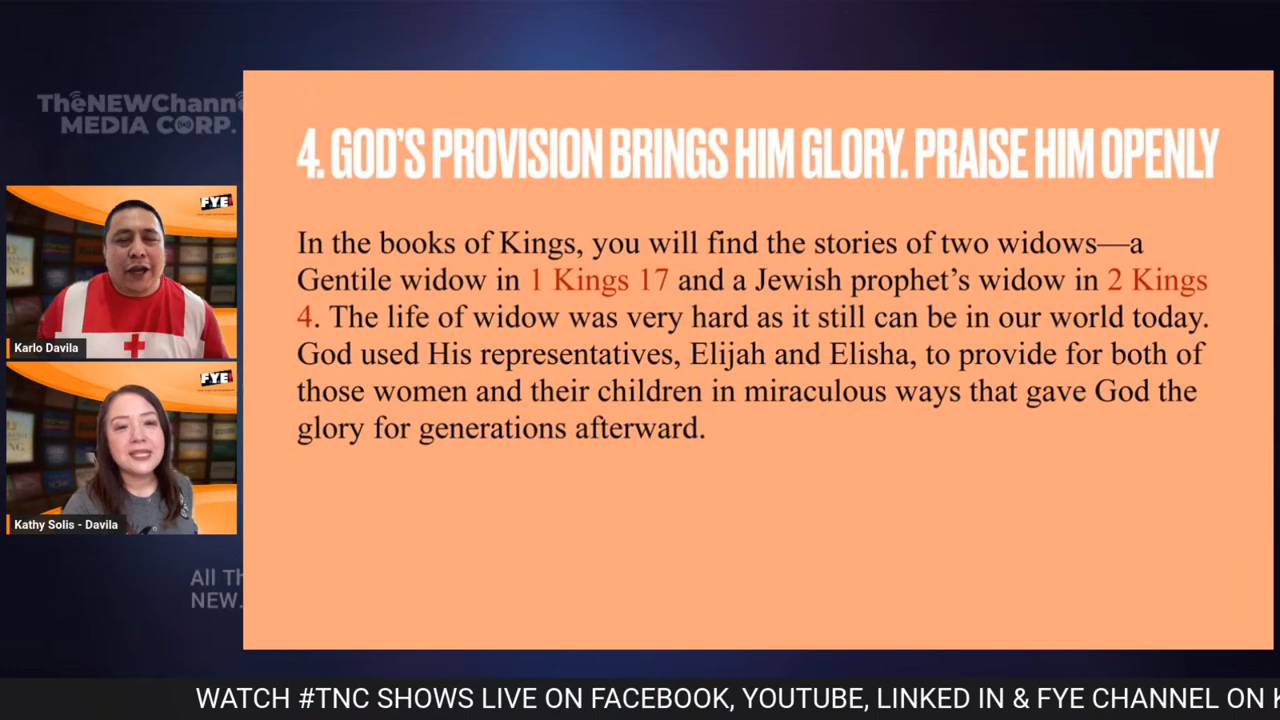 TheNEWChann
MEDIA CORP.
4. GOD'S PROVISION BRINGS HIM GLORY. PRAISE HIM OPENLY
In the books of Kings, you will find the stories of two widows—a
Gentile widow in 1 Kings 17 and a Jewish prophet's widow in 2 Kings
4. The life of widow was very hard as it still can be in our world today.
God used His representatives, Elijah and Elisha, to provide for both of
those women and their children in miraculous ways that gave God the
glory for generations afterward.
FYE
Karlo Davila
FYE
Kathy Solis - Davila
All Th
NEW.
WATCH #TNC SHOWS LIVE ON FACEBOOK, YOUTUBE, LINKED IN & FYE CHANNEL ON K